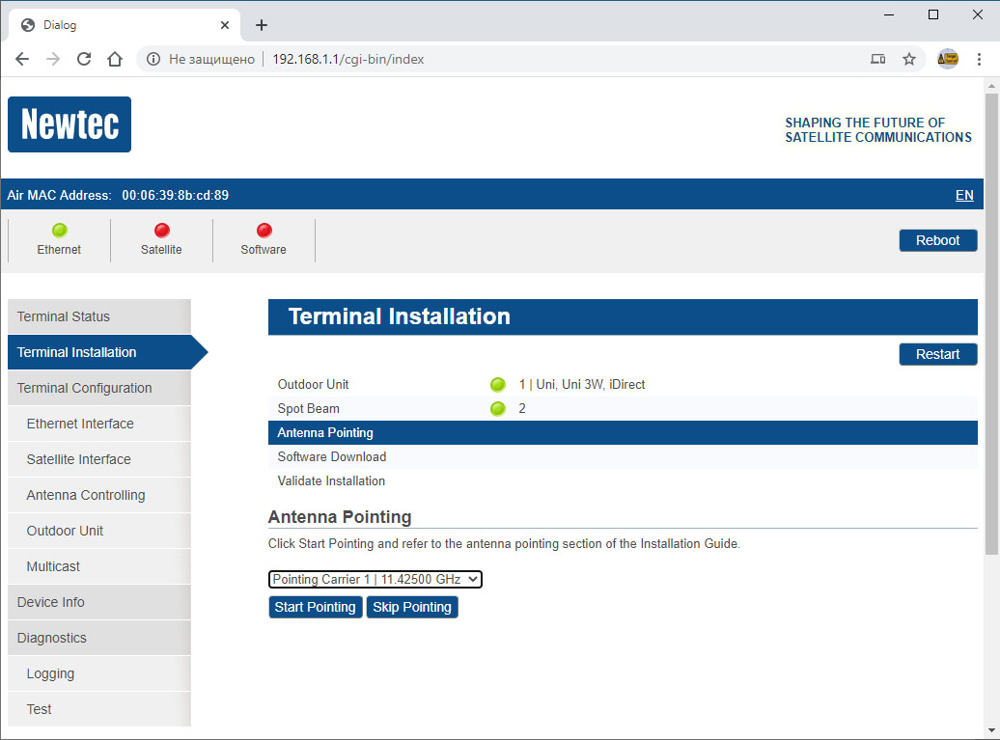 Dialog
Не защищено
192.168.1.1/cgi-bin/index
Newtec
SHAPING THE FUTURE OF
SATELLITE COMMUNICATIONS
Air MAC Address: 00:06:39:8b:cd:89
EN
Ethernet
Satellite
Software
Reboot
Terminal Status
Terminal Installation
Terminal Configuration
Ethernet Interface
Satellite Interface
Antenna Controlling
Outdoor Unit
Multicast
Device Info
Diagnostics
Logging
Test
Terminal Installation
Restart
Outdoor Unit 1 | Uni, Uni 3W, iDirect
Spot Beam 2
Antenna Pointing
Software Download
Validate Installation
Antenna Pointing
Click Start Pointing and refer to the antenna pointing section of the Installation Guide.
Pointing Carrier 1 | 11.42500 GHz
Start Pointing
Skip Pointing